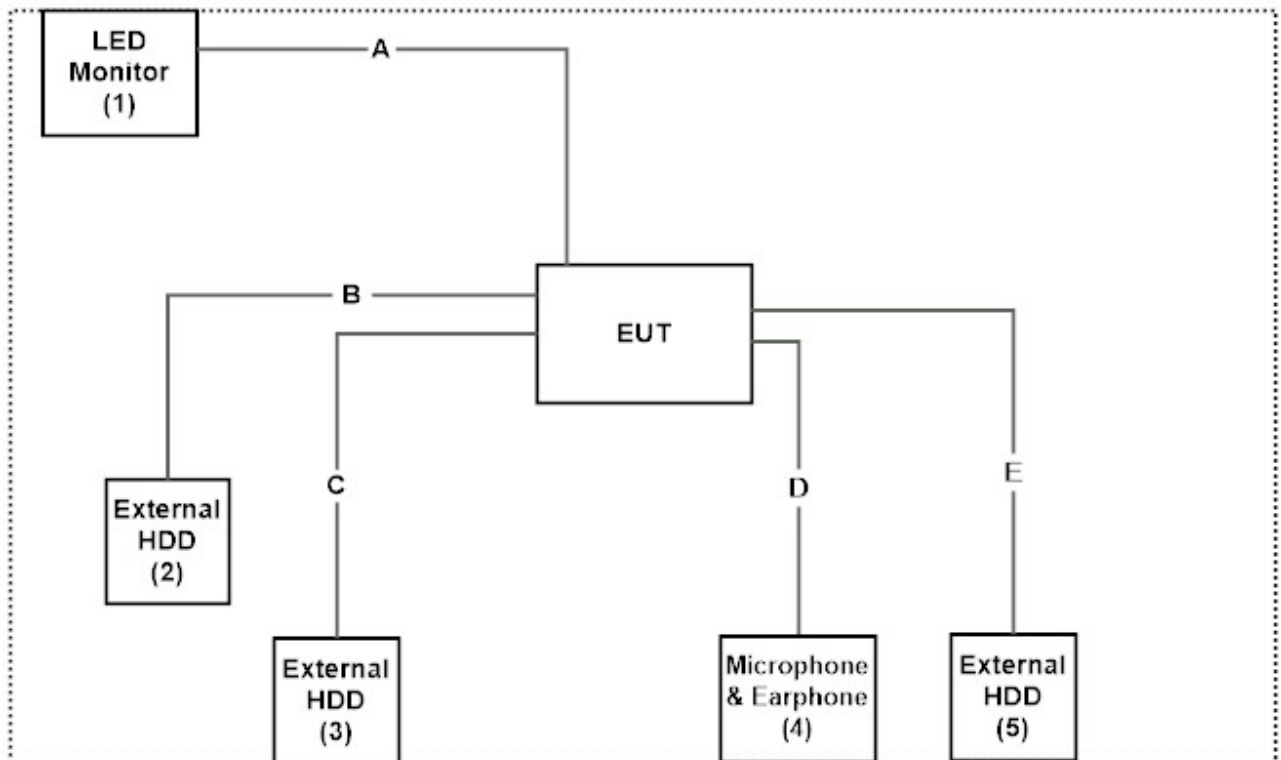 LED
Monitor
(1)
A
B
EUT
C
D
E
External
HDD
(2)
External
HDD
(3)
Microphone
& Earphone
(4)
External
HDD
(5)